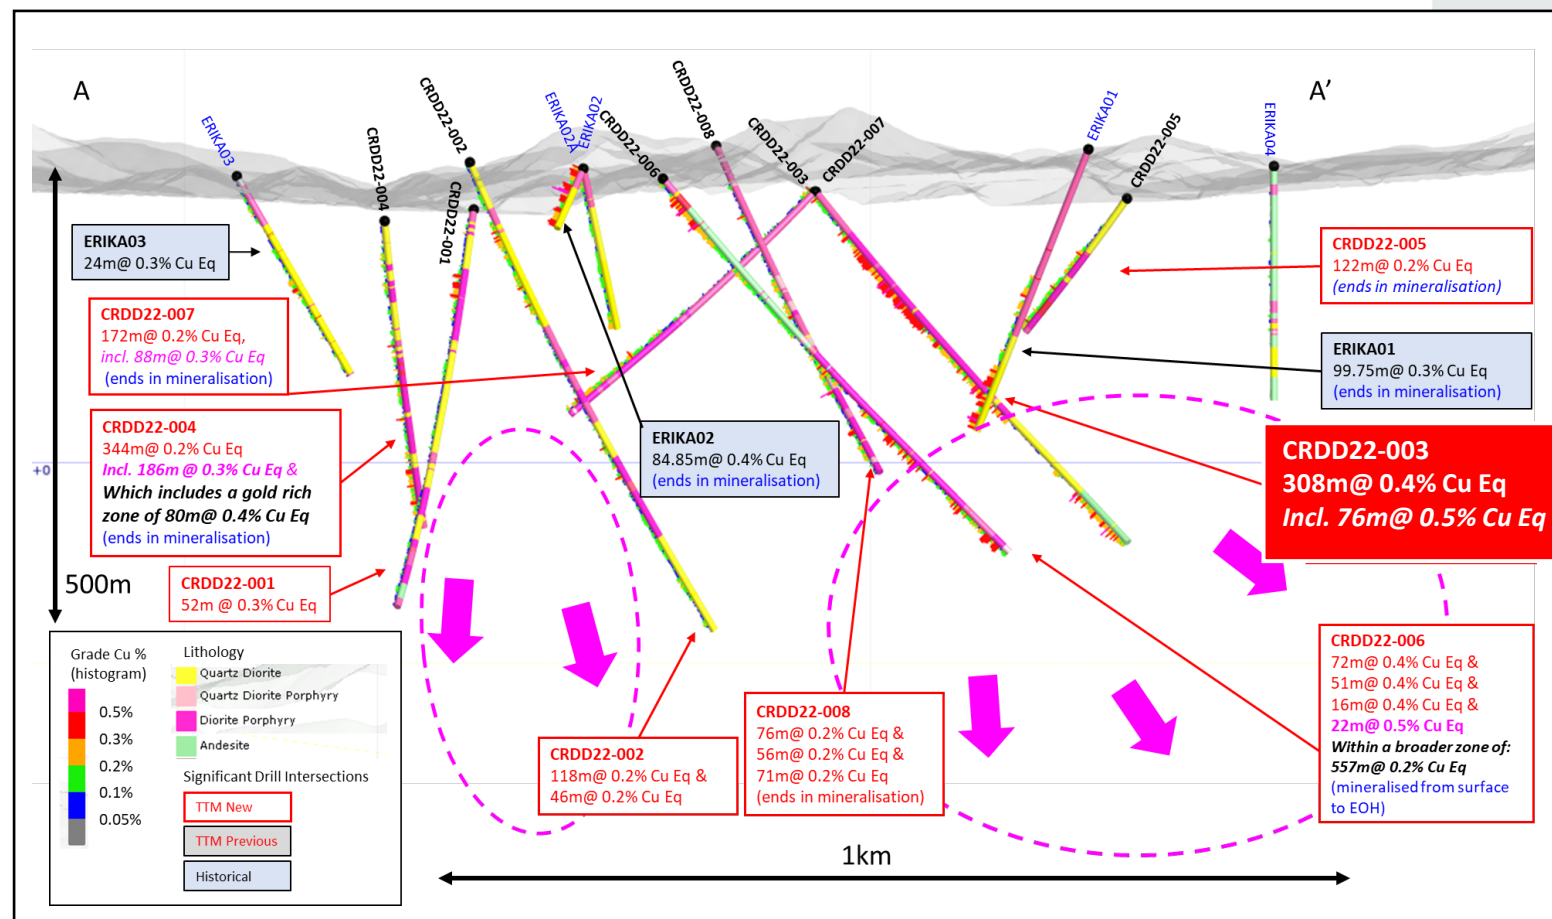 A
A'
ERIKA03
CRDD22-004
CRDD22-002
CRDD22-001
ERIKA02A
ERIKA02
CRDD22-006
CRDD22-008
CRDD22-003
CRDD22-007
ERIKA01
CRDD22-005
ERIKA04
ERIKA03
24m@ 0.3% Cu Eq
CRDD22-007
172m@ 0.2% Cu Eq,
incl. 88m@ 0.3% Cu Eq
(ends in mineralisation)
CRDD22-004
344m@ 0.2% Cu Eq
Incl. 186m @ 0.3% Cu Eq &
Which includes a gold rich
zone of 80m@ 0.4% Cu Eq
(ends in mineralisation)
CRDD22-001
52m @ 0.3% Cu Eq
+0
500m
ERIKA02
84.85m@ 0.4% Cu Eq
(ends in mineralisation)
CRDD22-005
122m@ 0.2% Cu Eq
(ends in mineralisation)
ERIKA01
99.75m@ 0.3% Cu Eq
(ends in mineralisation)
CRDD22-003
308m@ 0.4% Cu Eq
Incl. 76m@ 0.5% Cu Eq
CRDD22-006
72m@ 0.4% Cu Eq &
51m@ 0.4% Cu Eq &
16m@ 0.4% Cu Eq &
22m@ 0.5% Cu Eq
Within a broader zone of:
557m@ 0.2% Cu Eq
(mineralised from surface
to EOH)
CRDD22-002
118m@ 0.2% Cu Eq &
46m@ 0.2% Cu Eq
CRDD22-008
76m@ 0.2% Cu Eq &
56m@ 0.2% Cu Eq &
71m@ 0.2% Cu Eq
(ends in mineralisation)
1km
Grade Cu %
(histogram)
0.5%
0.3%
0.2%
0.1%
0.05%
Lithology
Quartz Diorite
Quartz Diorite Porphyry
Diorite Porphyry
Andesite
Significant Drill Intersections
TTM New
TTM Previous
Historical